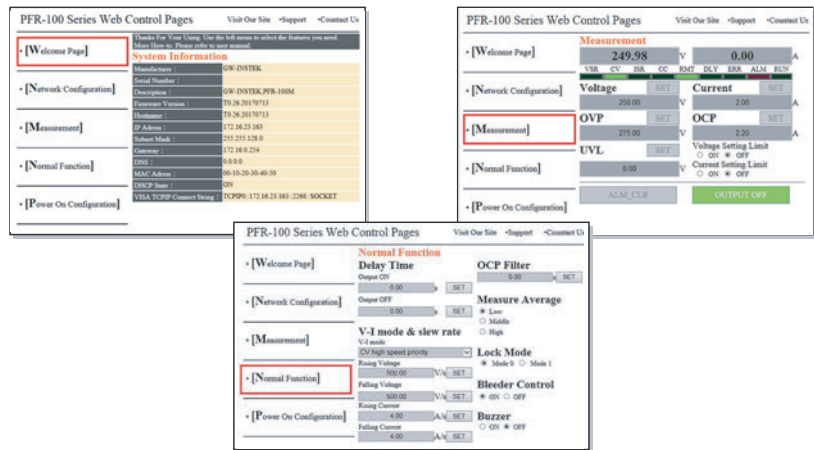 PFR-100 Series Web Control Pages
Visit Our Site •Support •Countact Us
• [Welcome Page]
• [Network Configuration]
• [Measurement]
• [Normal Function]
• [Power On Configuration]
Thanks For Your Using. Use the left menu to select the features you need.
More How-to. Please refer to user manual.
System Information
Manufacturer : GW-INSTEK
Serial Number :
Description : GW-INSTEK,PFR-100M
Firmware Version : T0.26.20170713
Hostname : T0.26.20170713
IP Adress : 172.16.23.163
Subnet Mask : 255.255.128.0
Gateway : 172.16.0.254
DNS : 0.0.0.0
MAC Adress : 00-10-20-30-40-50
DHCP State : ON
VISA TCPIP Connect String : TCPIP0::172.16.23.163::2268::SOCKET
PFR-100 Series Web Control Pages
Visit Our Site •Support •Countact Us
• [Welcome Page]
• [Network Configuration]
• [Measurement]
• [Normal Function]
• [Power On Configuration]
Measurement
249.98 V 0.00 A
VSR CV ISR CC RMT DLY ERR ALM RUN
Voltage SET Current SET
250.00 V 2.00 A
OVP SET OCP SET
275.00 V 2.20 A
UVL SET Voltage Setting Limit
ON OFF
0.00 V Current Setting Limit
ON OFF
ALM_CLR OUTPUT OFF
PFR-100 Series Web Control Pages
Visit Our Site •Support •Countact Us
• [Welcome Page]
• [Network Configuration]
• [Measurement]
• [Normal Function]
• [Power On Configuration]
Normal Function
Delay Time
Output ON
0.00 s SET
Output OFF
0.00 s SET
V-I mode & slew rate
V-I mode
CV high speed priority
Rising Voltage
500.00 V/s SET
Falling Voltage
500.00 V/s SET
Rising Current
4.00 A/s SET
Falling Current
4.00 A/s SET
OCP Filter
0.00 s SET
Measure Average
Low
Middle
High
Lock Mode
Mode 0 Mode 1
Bleeder Control
ON OFF
Buzzer
ON OFF